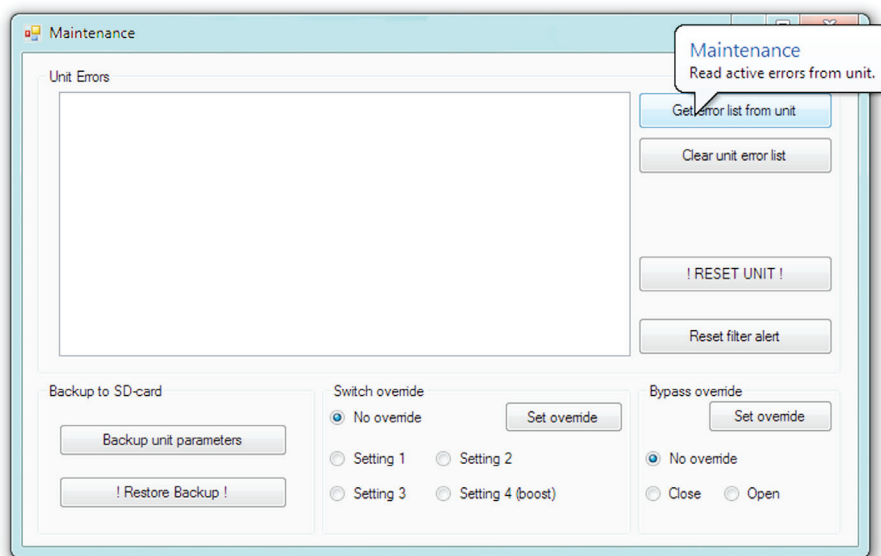 Maintenance
Maintenance
Read active errors from unit.
Unit Errors
Get error list from unit
Clear unit error list
! RESET UNIT !
Reset filter alert
Backup to SD-card
Backup unit parameters
! Restore Backup !
Switch override
No override
Set override
Setting 1
Setting 2
Setting 3
Setting 4 (boost)
Bypass override
Set override
No override
Close
Open